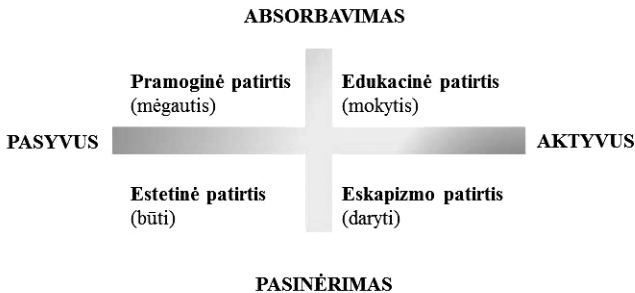 ABSORBAVIMAS
Pramoginė patirtis
(mėgautis)
Edukacinė patirtis
(mokytis)
PASYVUS
AKTYVUS
Estetinė patirtis
(būti)
Eskapizmo patirtis
(daryti)
PASINĖRIMAS